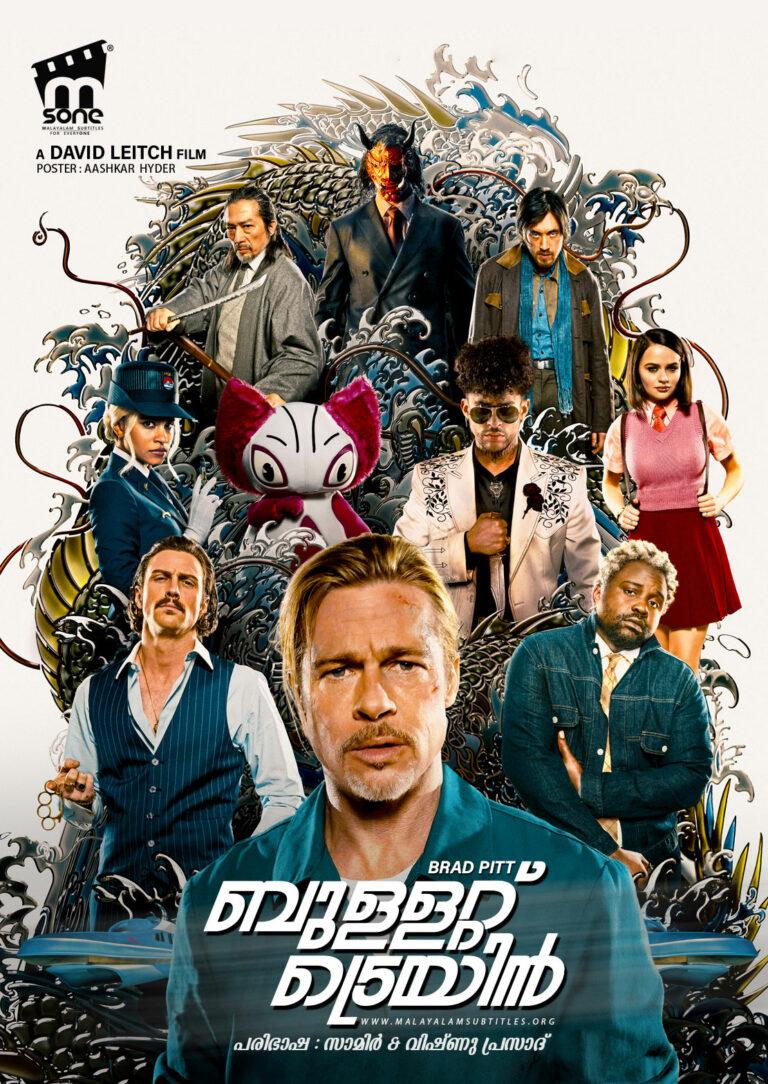 msone®
MALAYALAM SUBTITLES
FOR EVERYONE
A DAVID LEITCH FILM
POSTER : AASHKAR HYDER
BRAD PITT
ബുള്ളറ്റ്
ട്രെയിൻ
WWW.MALAYALAMSUBTITLES.ORG
പരിഭാഷ : സാമിർ & വിഷ്ണു പ്രസാദ്